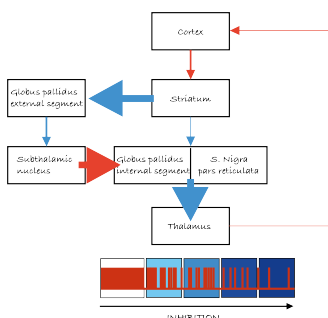 Cortex
Globus pallidus
external segment
Striatum
Subthalamic
nucleus
Globus pallidus
internal segment
S. Nigra
pars reticulata
Thalamus
INHIBITION